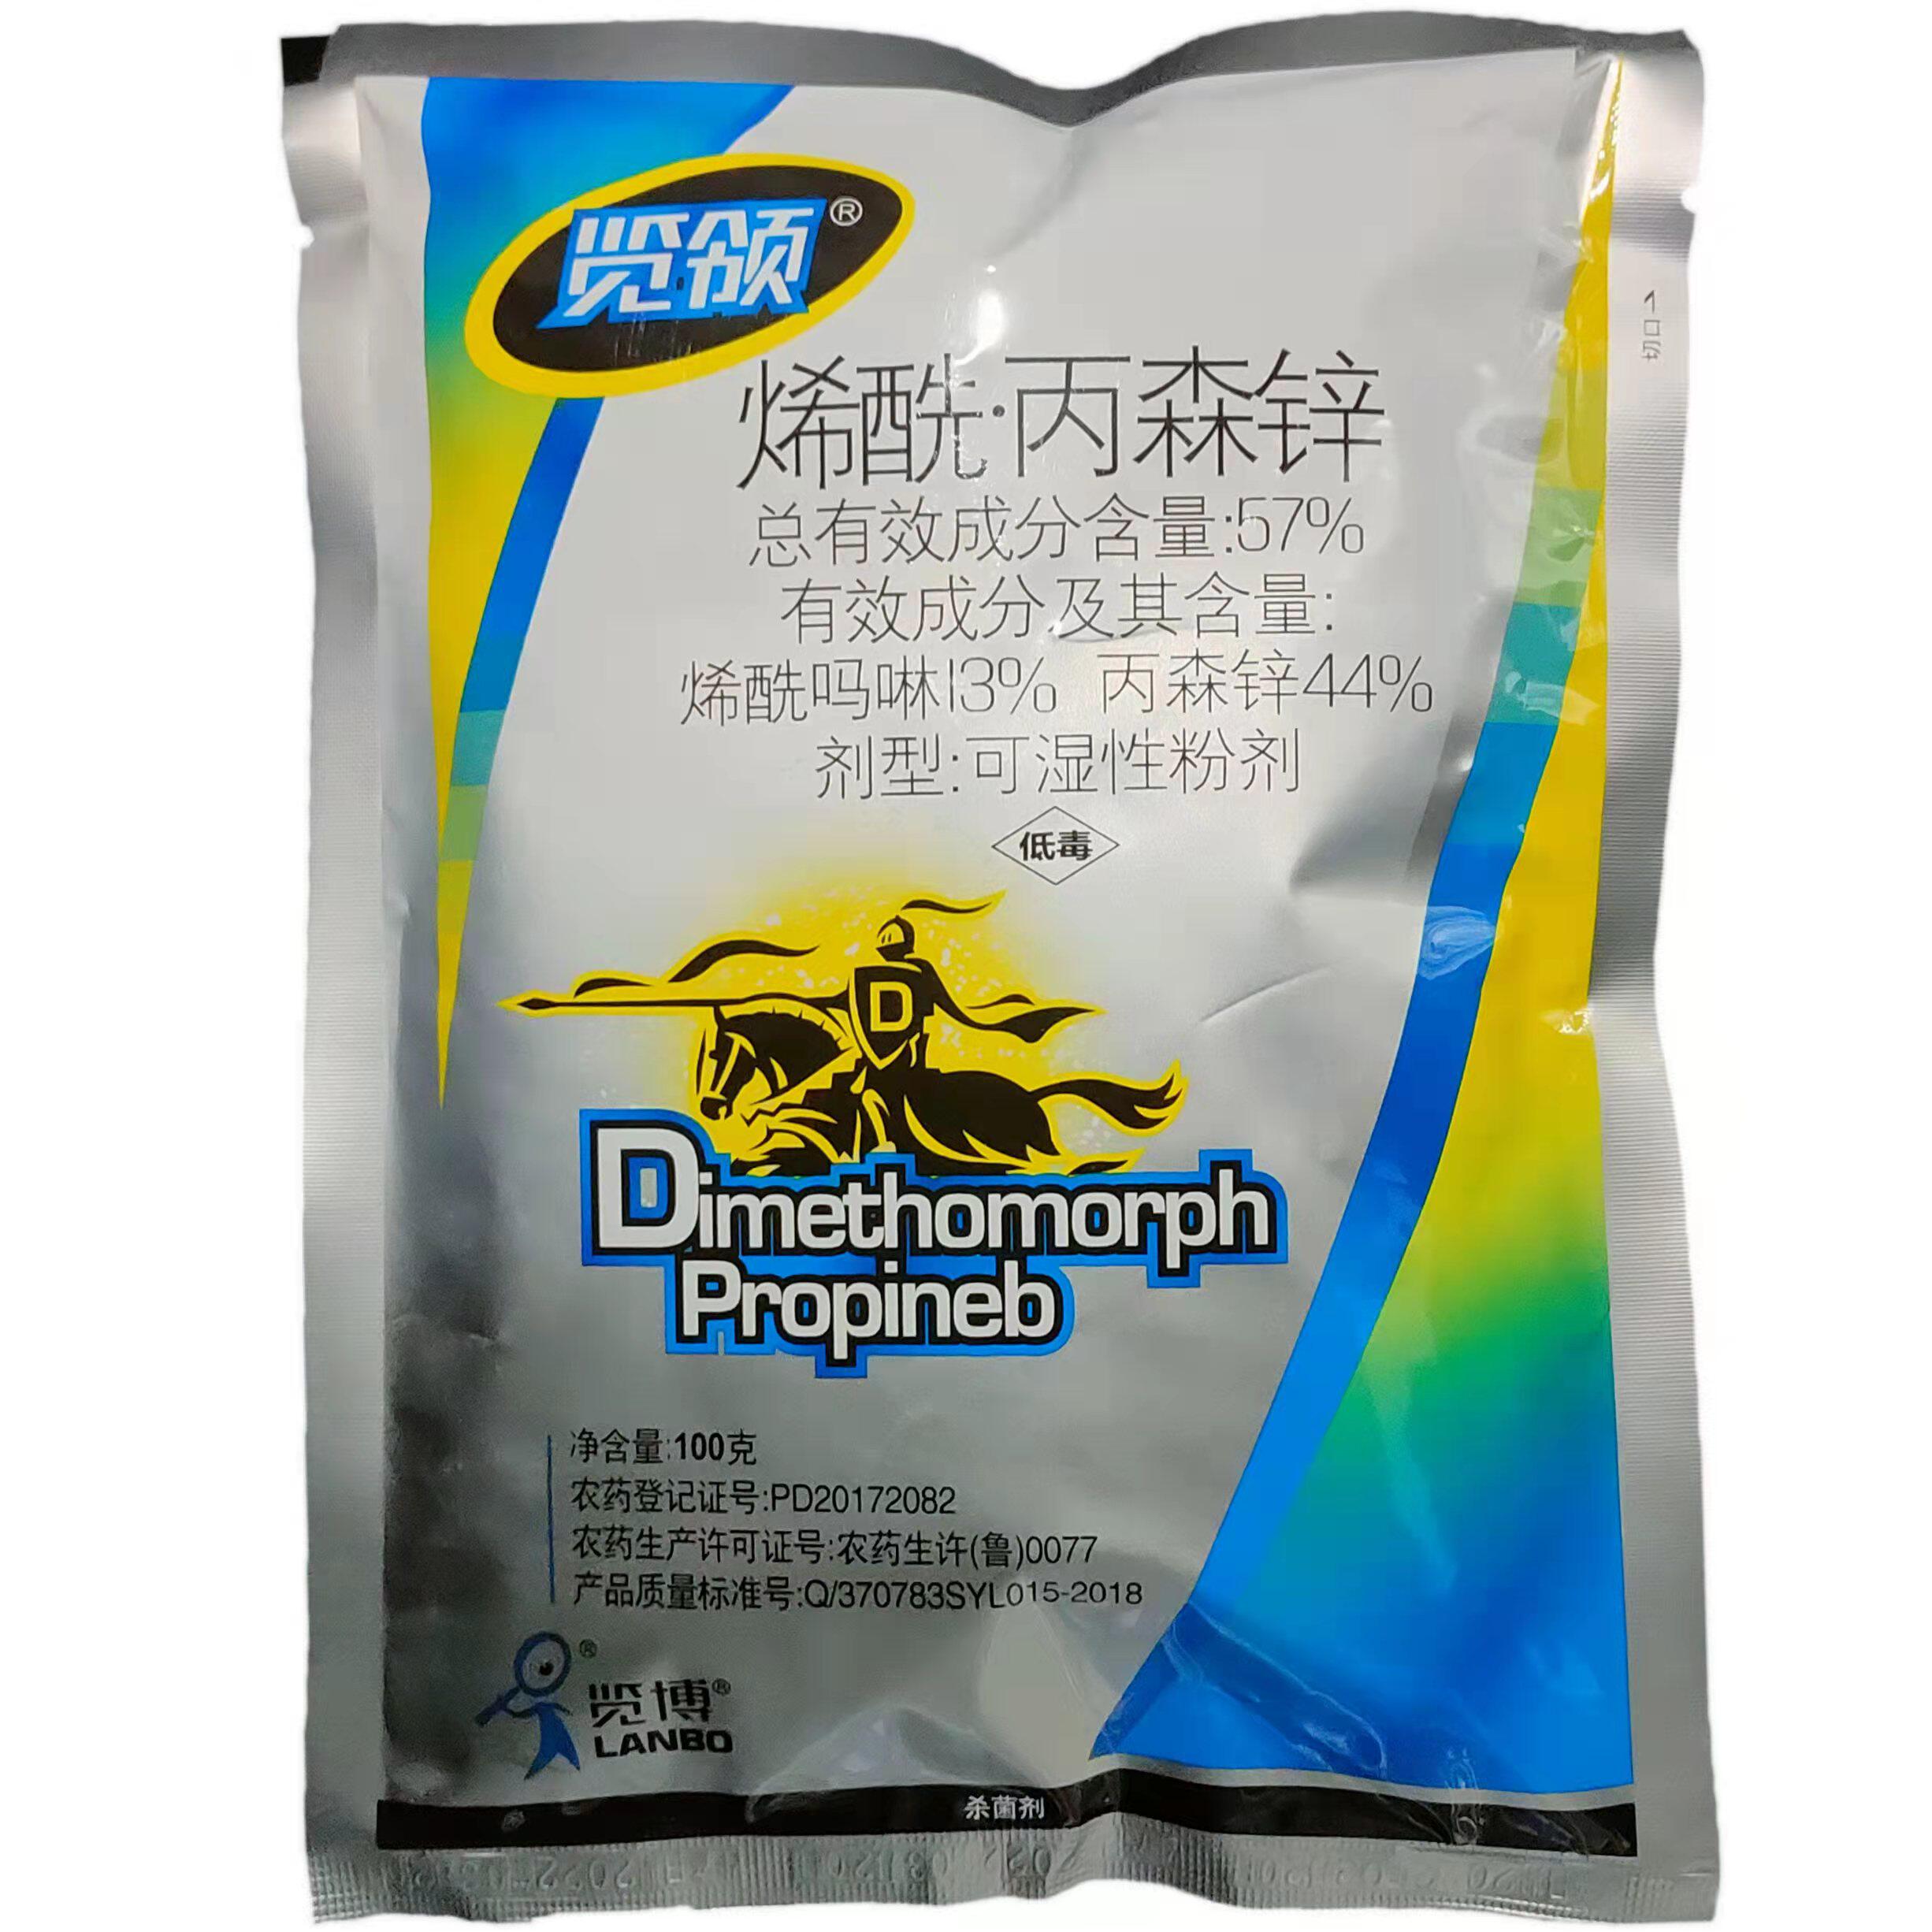 览颌®
切口
烯酰·丙森锌
总有效成分含量:57%
有效成分及其含量:
烯酰吗啉13% 丙森锌44%
剂型:可湿性粉剂
低毒
D
Dimethomorph
Propineb
净含量:100克
农药登记证号:PD20172082
农药生产许可证号:农药生许(鲁)0077
产品质量标准号:Q/370783SYL015-2018
®
览博®
LANBO
杀菌剂